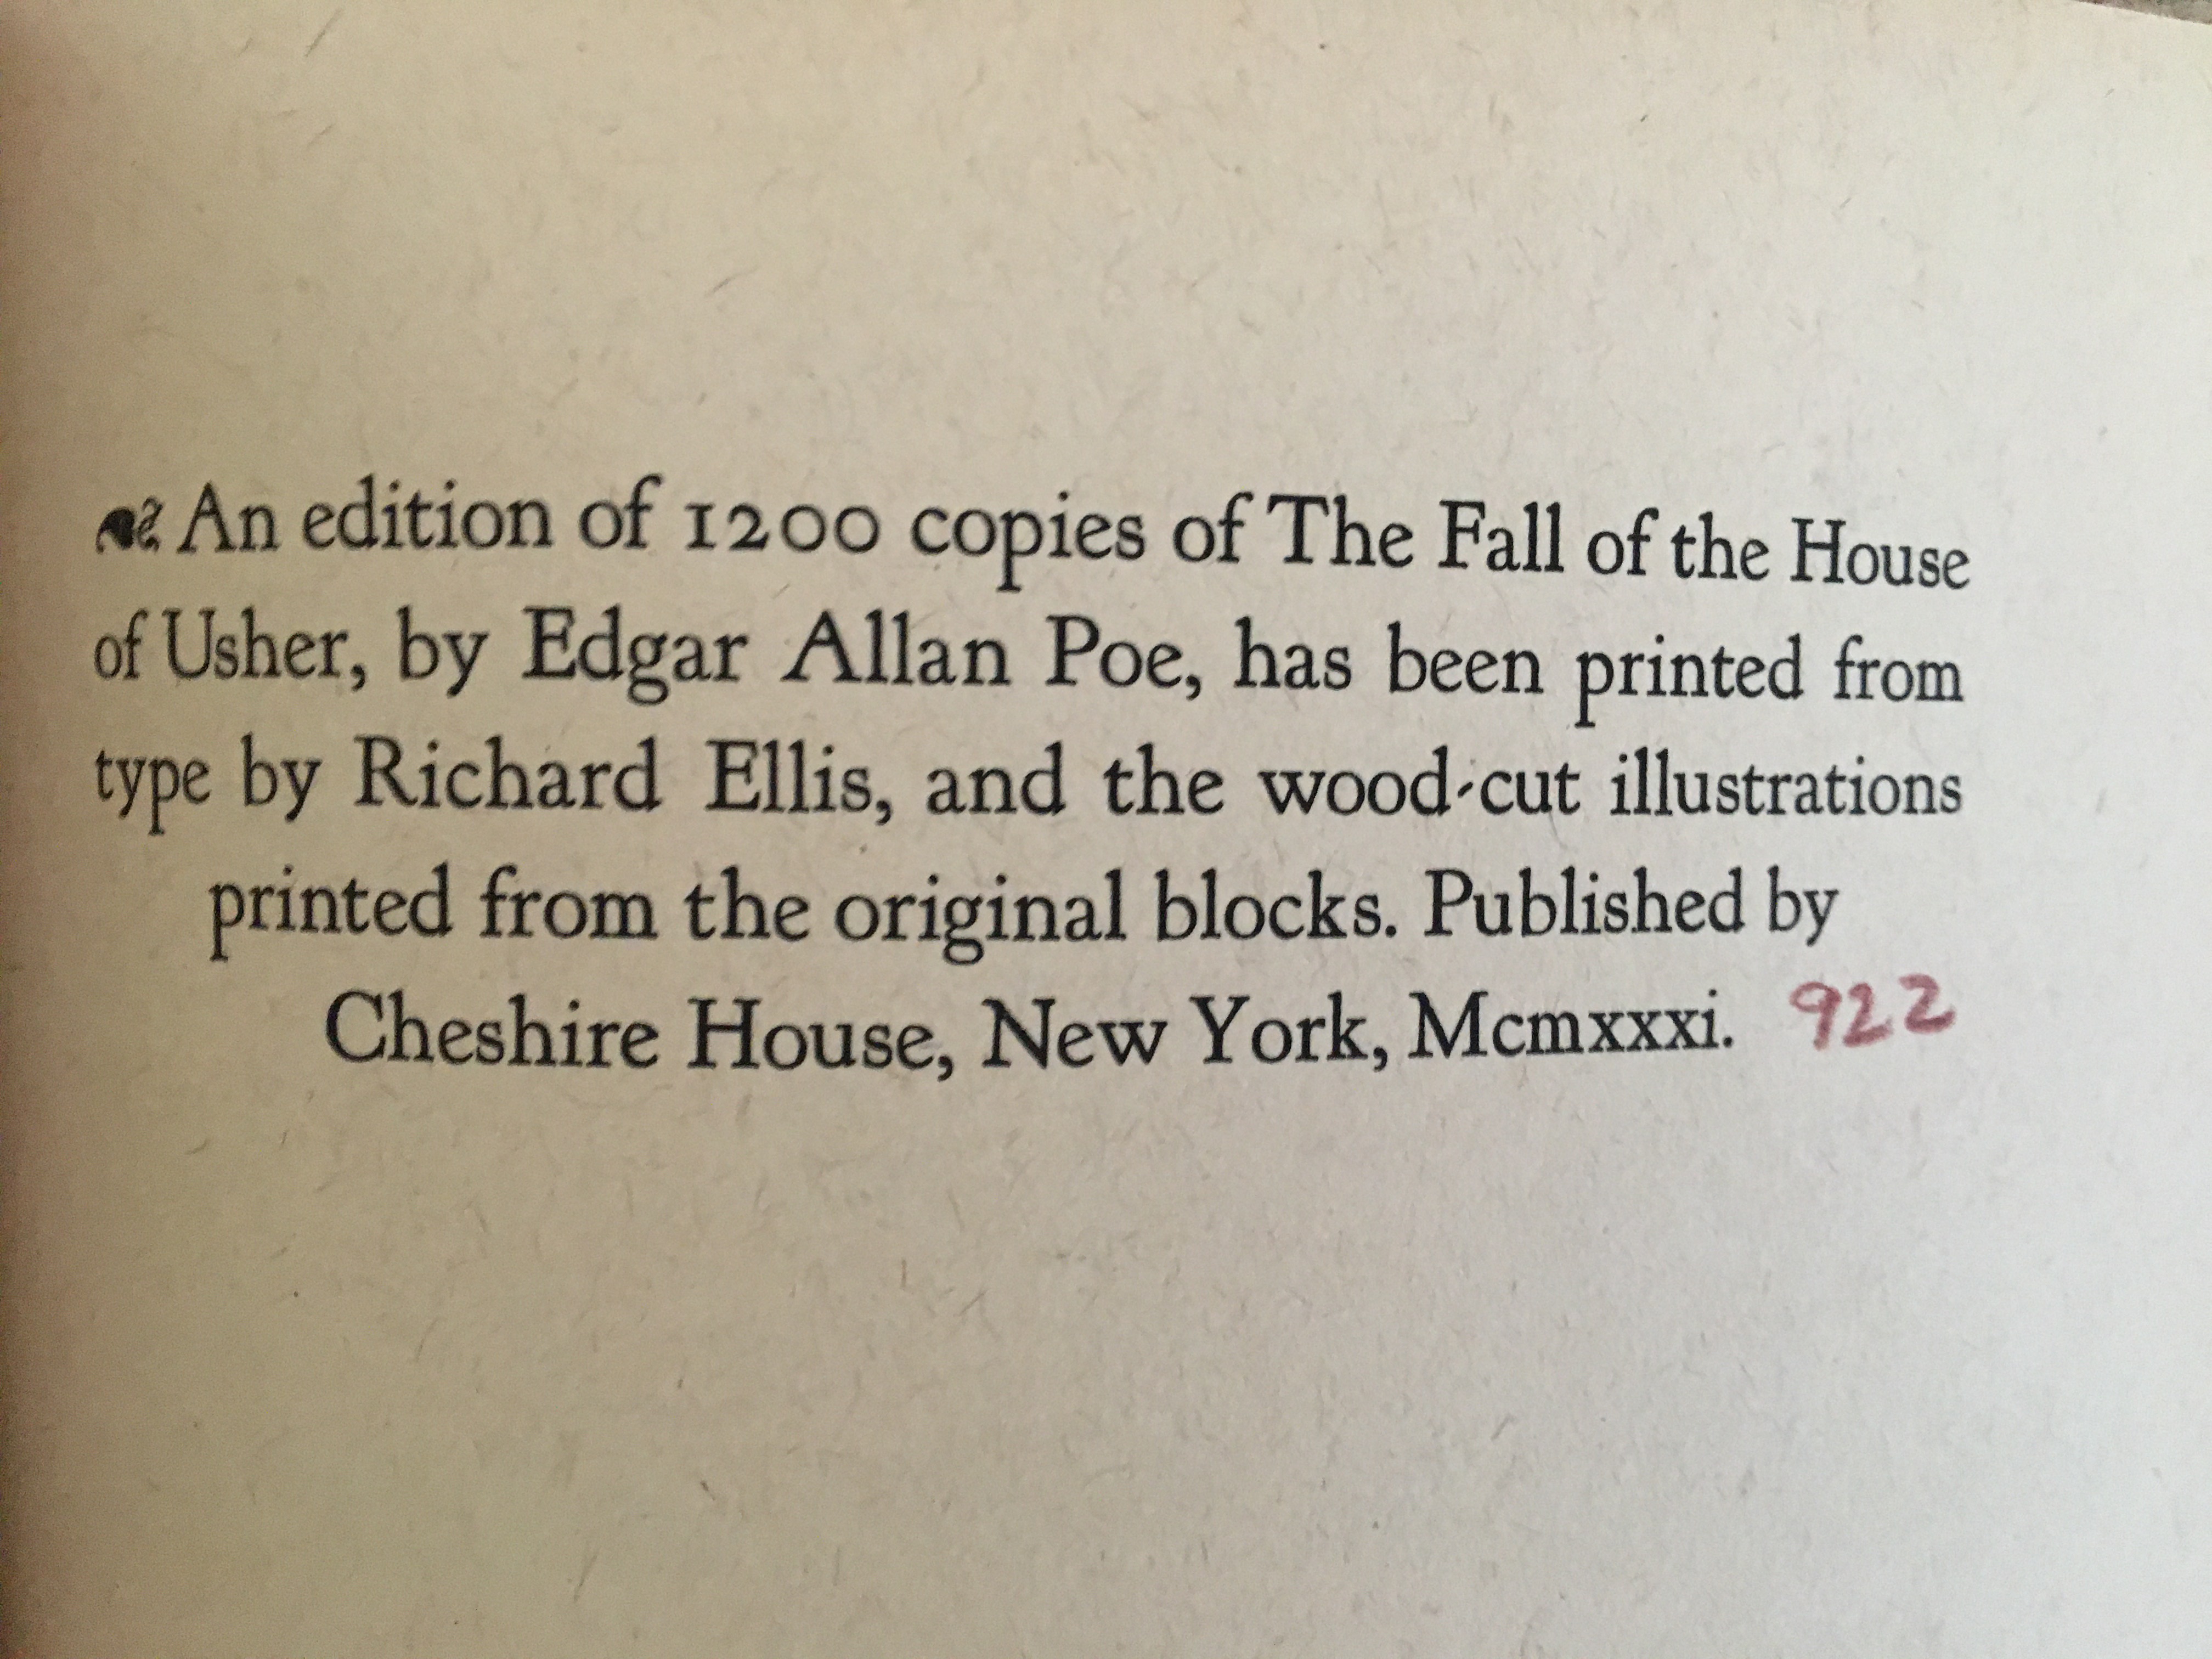 An edition of 1200 copies of The Fall of the House
of Usher, by Edgar Allan Poe, has been printed from
type by Richard Ellis, and the wood-cut illustrations
printed from the original blocks. Published by
Cheshire House, New York, Mcmxxxi. 922